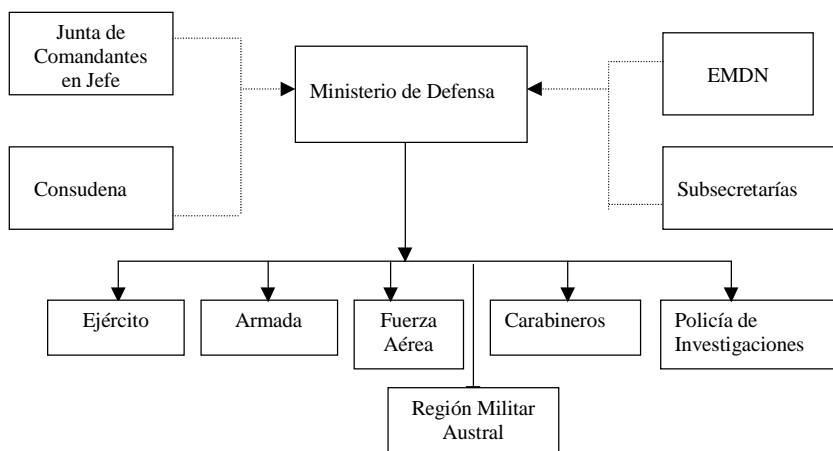 Junta de
Comandantes
en Jefe
Ministerio de Defensa
EMDN
Consudena
Subsecretarías
Ejército
Armada
Fuerza
Aérea
Carabineros
Policía de
Investigaciones
Región Militar
Austral